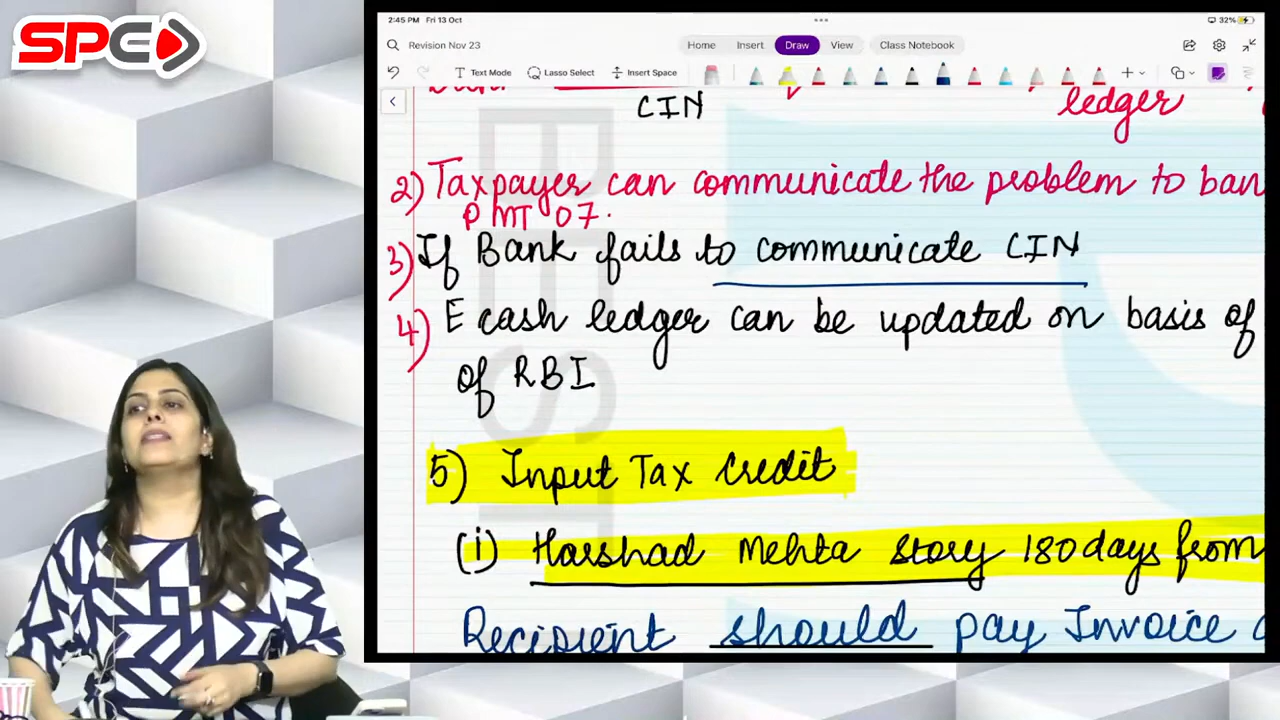 SPC
2:45 PM Fri 13 Oct
32%
Revision Nov 23
Home Insert Draw View Class Notebook
Text Mode Lasso Select Insert Space
CIN
ledger
2) Taxpayer can communicate the problem to ban
PMT 07.
3) If Bank fails to communicate CIN
4) E cash ledger can be updated on basis of
of RBI
5) Input Tax Credit
(i) Harshad Mehta story 180 days from
Recipient should pay Invoice